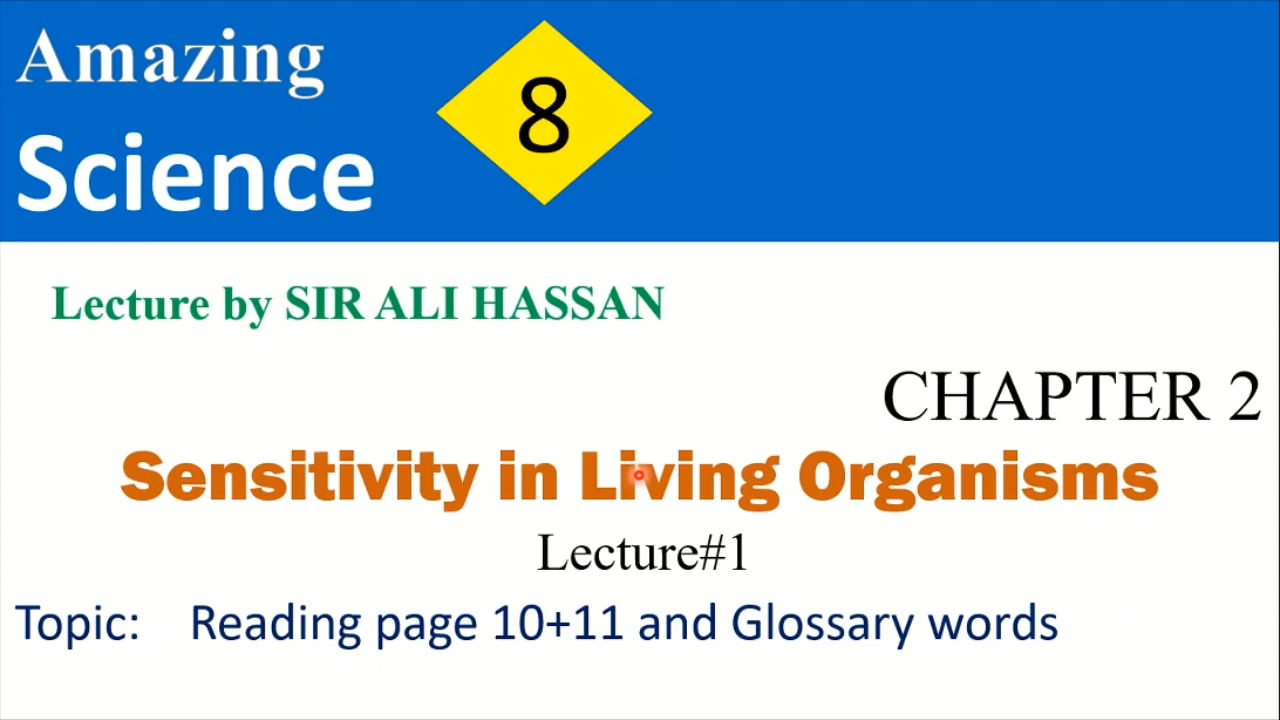 Amazing
Science
8
Lecture by SIR ALI HASSAN
CHAPTER 2
Sensitivity in Living Organisms
Lecture#1
Topic: Reading page 10+11 and Glossary words